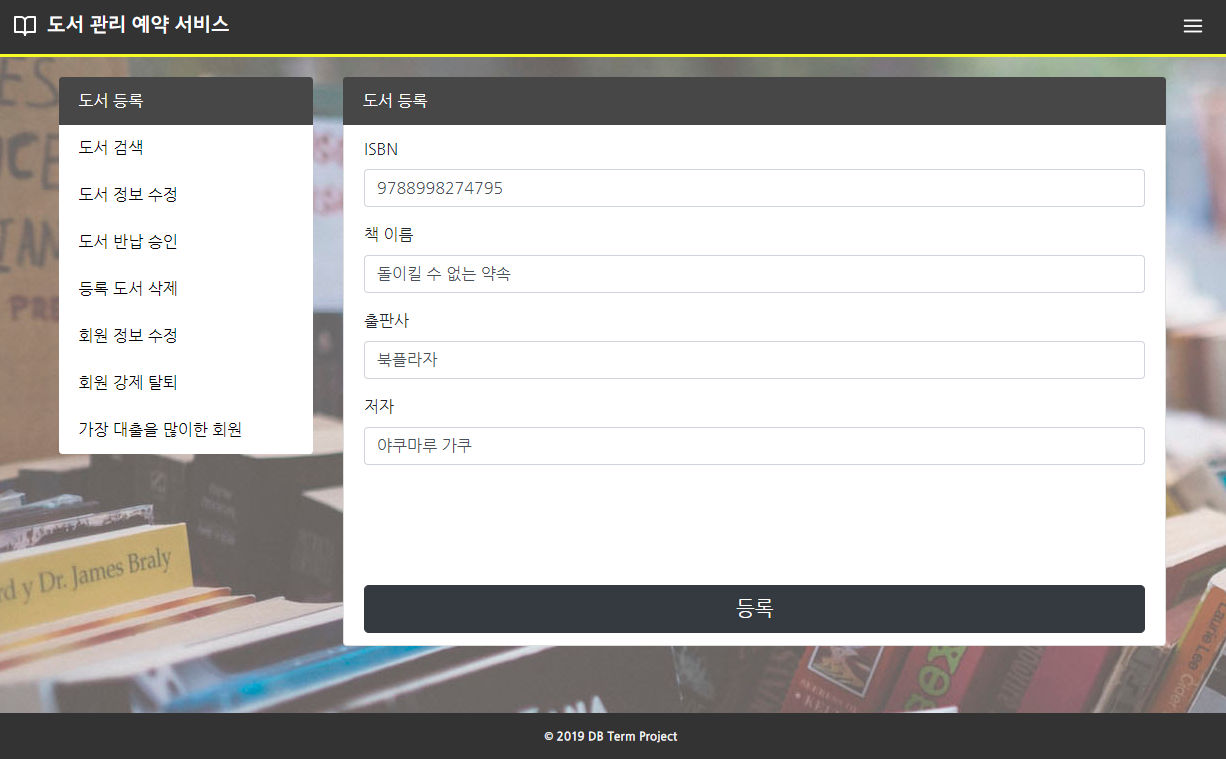 도서 관리 예약 서비스
도서 등록
도서 검색
도서 정보 수정
도서 반납 승인
등록 도서 삭제
회원 정보 수정
회원 강제 탈퇴
가장 대출을 많이한 회원
도서 등록
ISBN
9788998274795
책 이름
돌이킬 수 없는 약속
출판사
북플라자
저자
야쿠마루 가쿠
등록
rd y Dr. James Braly
Laurie Lee
© 2019 DB Term Project